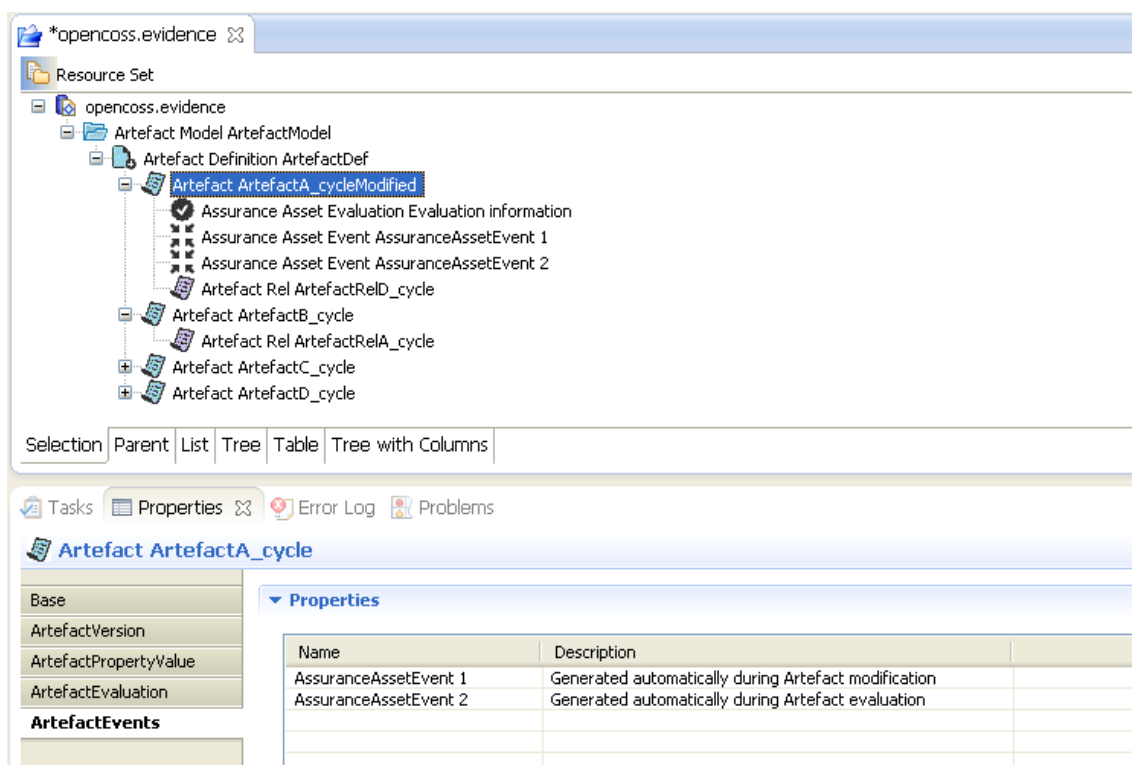 *opencoss.evidence
Resource Set
opencoss.evidence
Artefact Model ArtefactModel
Artefact Definition ArtefactDef
Artefact ArtefactA_cycleModified
Assurance Asset Evaluation Evaluation information
Assurance Asset Event AssuranceAssetEvent 1
Assurance Asset Event AssuranceAssetEvent 2
Artefact Rel ArtefactRelD_cycle
Artefact ArtefactB_cycle
Artefact Rel ArtefactRelA_cycle
Artefact ArtefactC_cycle
Artefact ArtefactD_cycle
Selection Parent List Tree Table Tree with Columns
Tasks Properties Error Log Problems
Artefact ArtefactA_cycle
Base
ArtefactVersion
ArtefactPropertyValue
ArtefactEvaluation
ArtefactEvents
Properties
Name Description
AssuranceAssetEvent 1 Generated automatically during Artefact modification
AssuranceAssetEvent 2 Generated automatically during Artefact evaluation